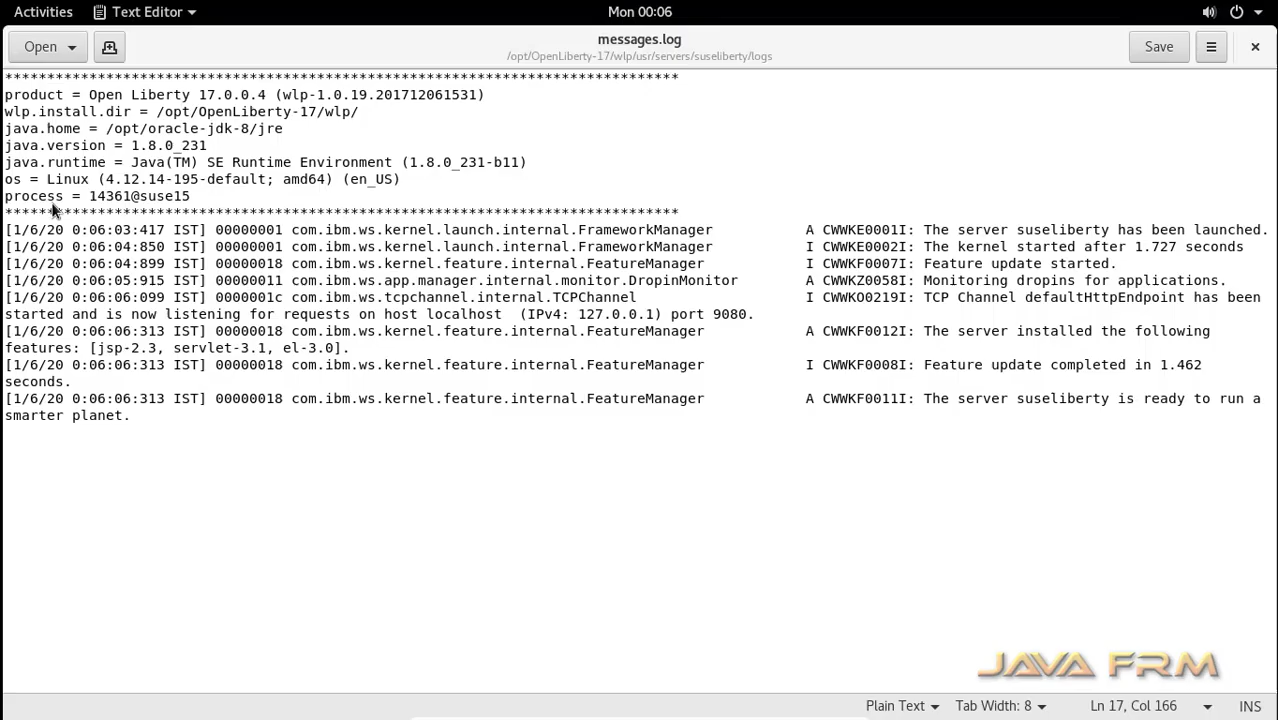 Activities Text Editor Mon 00:06
Open messages.log Save
/opt/OpenLiberty-17/wlp/usr/servers/suseliberty/logs
********************************************************************************
product = Open Liberty 17.0.0.4 (wlp-1.0.19.201712061531)
wlp.install.dir = /opt/OpenLiberty-17/wlp/
java.home = /opt/oracle-jdk-8/jre
java.version = 1.8.0_231
java.runtime = Java(TM) SE Runtime Environment (1.8.0_231-b11)
os = Linux (4.12.14-195-default; amd64) (en_US)
process = 14361@suse15
********************************************************************************
[1/6/20 0:06:03:417 IST] 00000001 com.ibm.ws.kernel.launch.internal.FrameworkManager           A CWWKE0001I: The server suseliberty has been launched.
[1/6/20 0:06:04:850 IST] 00000001 com.ibm.ws.kernel.launch.internal.FrameworkManager           I CWWKE0002I: The kernel started after 1.727 seconds
[1/6/20 0:06:04:899 IST] 00000018 com.ibm.ws.kernel.feature.internal.FeatureManager            I CWWKF0007I: Feature update started.
[1/6/20 0:06:05:915 IST] 00000011 com.ibm.ws.app.manager.internal.monitor.DropinMonitor        A CWWKZ0058I: Monitoring dropins for applications.
[1/6/20 0:06:06:099 IST] 0000001c com.ibm.ws.tcpchannel.internal.TCPChannel                    I CWWKO0219I: TCP Channel defaultHttpEndpoint has been
started and is now listening for requests on host localhost  (IPv4: 127.0.0.1) port 9080.
[1/6/20 0:06:06:313 IST] 00000018 com.ibm.ws.kernel.feature.internal.FeatureManager            A CWWKF0012I: The server installed the following
features: [jsp-2.3, servlet-3.1, el-3.0].
[1/6/20 0:06:06:313 IST] 00000018 com.ibm.ws.kernel.feature.internal.FeatureManager            I CWWKF0008I: Feature update completed in 1.462
seconds.
[1/6/20 0:06:06:313 IST] 00000018 com.ibm.ws.kernel.feature.internal.FeatureManager            A CWWKF0011I: The server suseliberty is ready to run a
smarter planet.
JAVA FRM
Plain Text Tab Width: 8 Ln 17, Col 166 INS